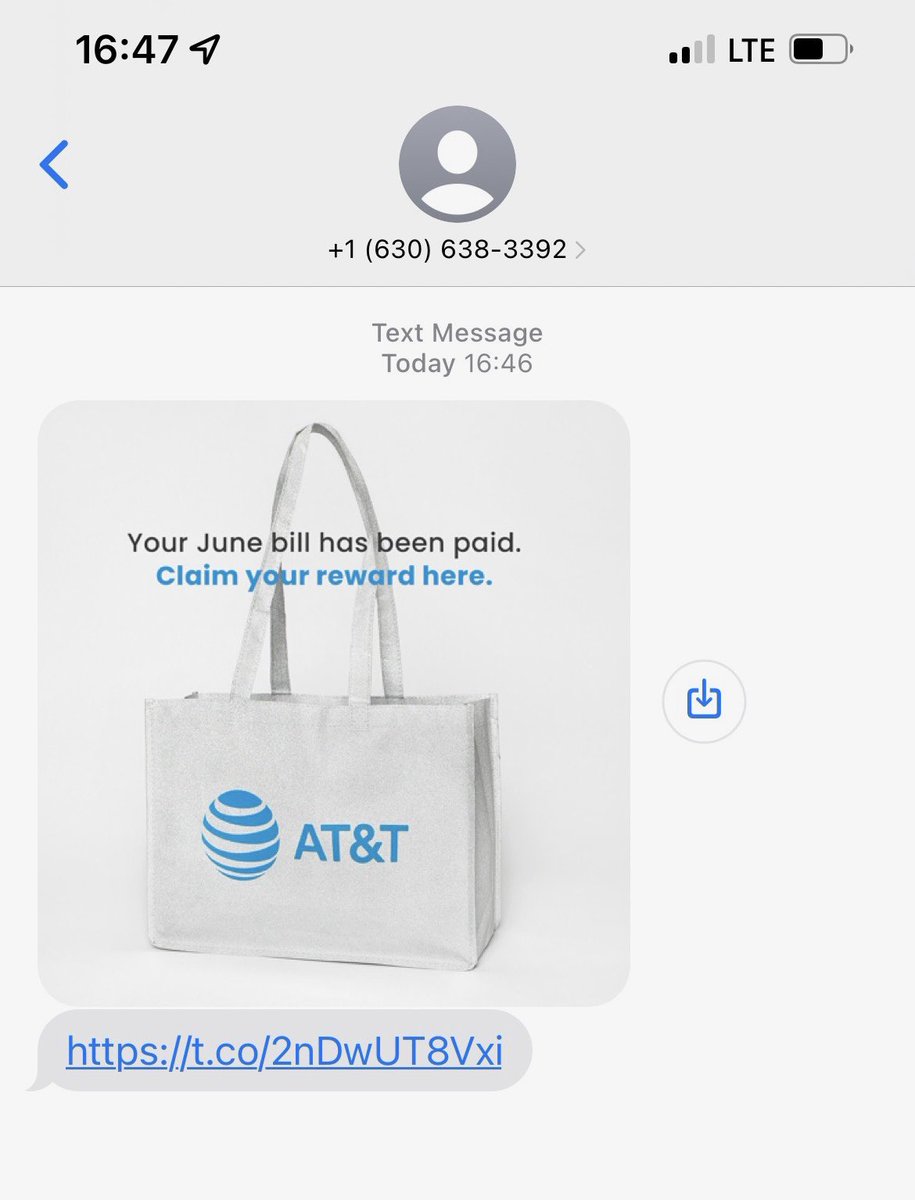 16:47 LTE
+1 (630) 638-3392
Text Message
Today 16:46
Your June bill has been paid.
Claim your reward here.
AT&T
https://t.co/2nDwUT8Vxi